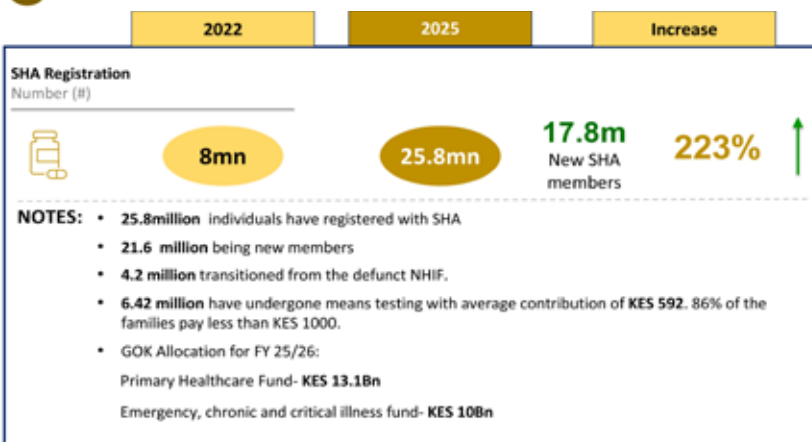 2022 2025 Increase
SHA Registration
Number (#)
8mn 25.8mn 17.8m 223%
New SHA
members
NOTES: • 25.8million individuals have registered with SHA
• 21.6 million being new members
• 4.2 million transitioned from the defunct NHIF.
• 6.42 million have undergone means testing with average contribution of KES 592. 86% of the
families pay less than KES 1000.
• GOK Allocation for FY 25/26:
Primary Healthcare Fund- KES 13.1Bn
Emergency, chronic and critical illness fund- KES 10Bn